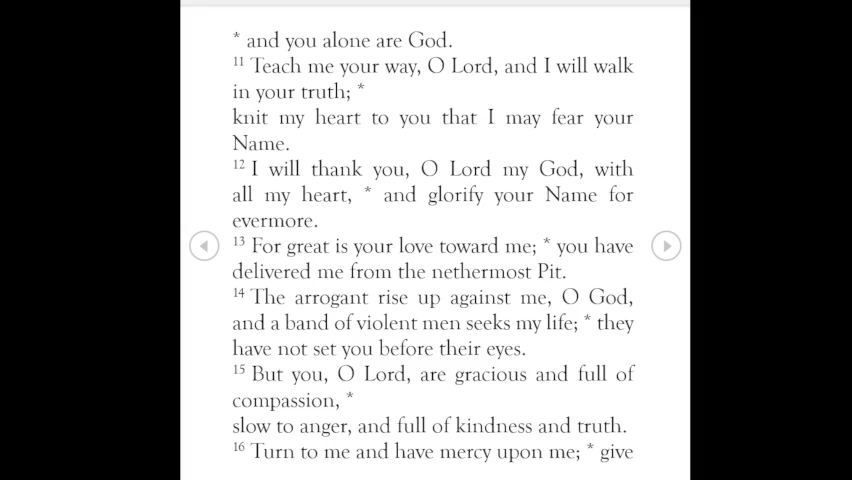 * and you alone are God.
11 Teach me your way, O Lord, and I will walk
in your truth; *
knit my heart to you that I may fear your
Name.
12 I will thank you, O Lord my God, with
all my heart, * and glorify your Name for
evermore.
13 For great is your love toward me; * you have
delivered me from the nethermost Pit.
14 The arrogant rise up against me, O God,
and a band of violent men seeks my life; * they
have not set you before their eyes.
15 But you, O Lord, are gracious and full of
compassion, *
slow to anger, and full of kindness and truth.
16 Turn to me and have mercy upon me; * give